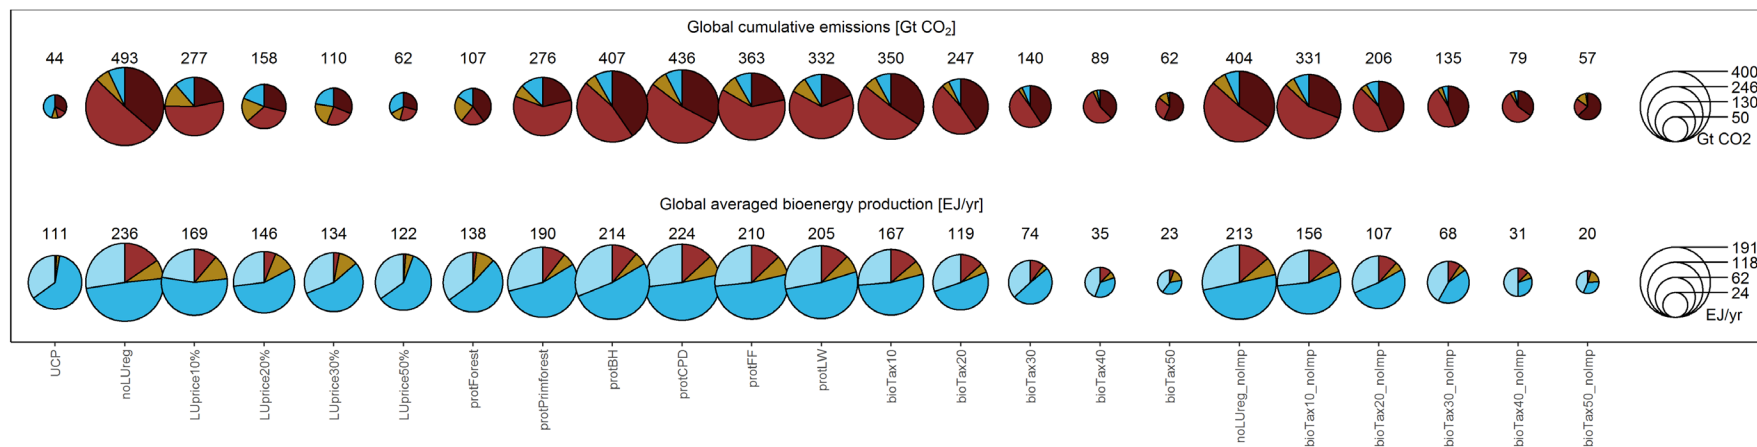 Global cumulative emissions [Gt CO2]
44 493 277 158 110 62 107 276 407 436 363 332 350 247 140 89 62 404 331 206 135 79 57
400
246
130
50
Gt CO2
Global averaged bioenergy production [EJ/yr]
111 236 169 146 134 122 138 190 214 224 210 205 167 119 74 35 23 213 156 107 68 31 20
191
118
62
24
EJ/yr
UCP
noLUreg
LUprice10%
LUprice20%
LUprice30%
LUprice50%
protForest
protPrimforest
protBH
protCPD
protFF
protLW
bioTax10
bioTax20
bioTax30
bioTax40
bioTax50
noLUreg_noImp
bioTax10_noImp
bioTax20_noImp
bioTax30_noImp
bioTax40_noImp
bioTax50_noImp